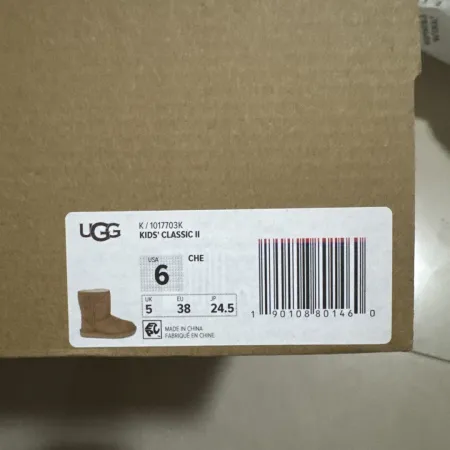 UGG
K / 1017703K
KIDS' CLASSIC II
USA
6
CHE
UK EU JP
5 38 24.5
MADE IN CHINA
FABRIQUÉ EN CHINE
1 90108 80146 0